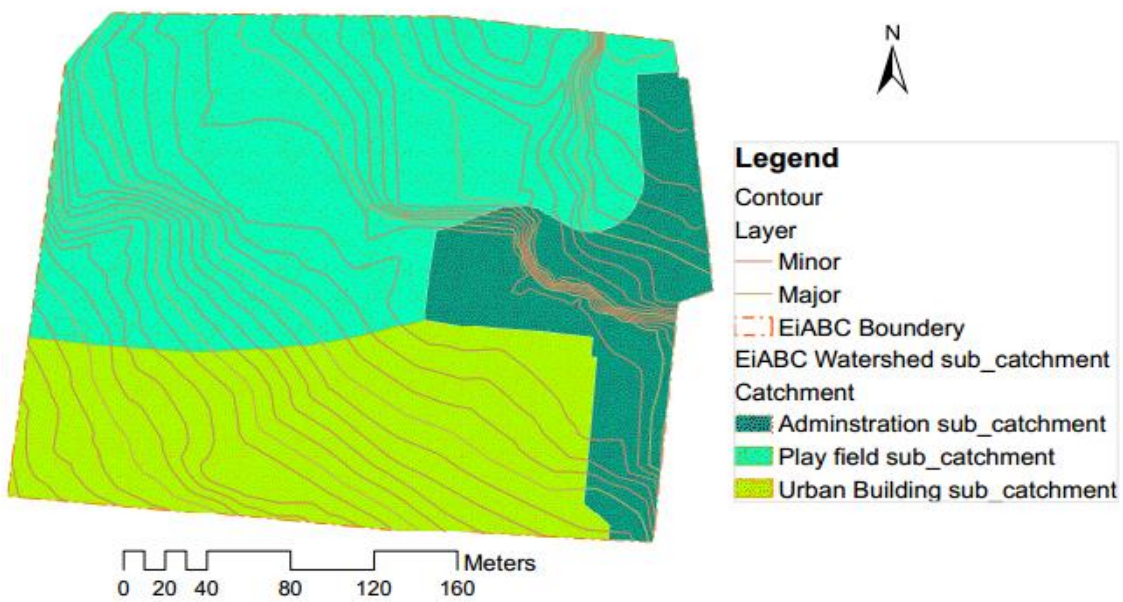 N
Legend
Contour
Layer
Minor
Major
EiABC Boundery
EiABC Watershed sub_catchment
Catchment
Adminstration sub_catchment
Play field sub_catchment
Urban Building sub_catchment
Meters
0 20 40 80 120 160